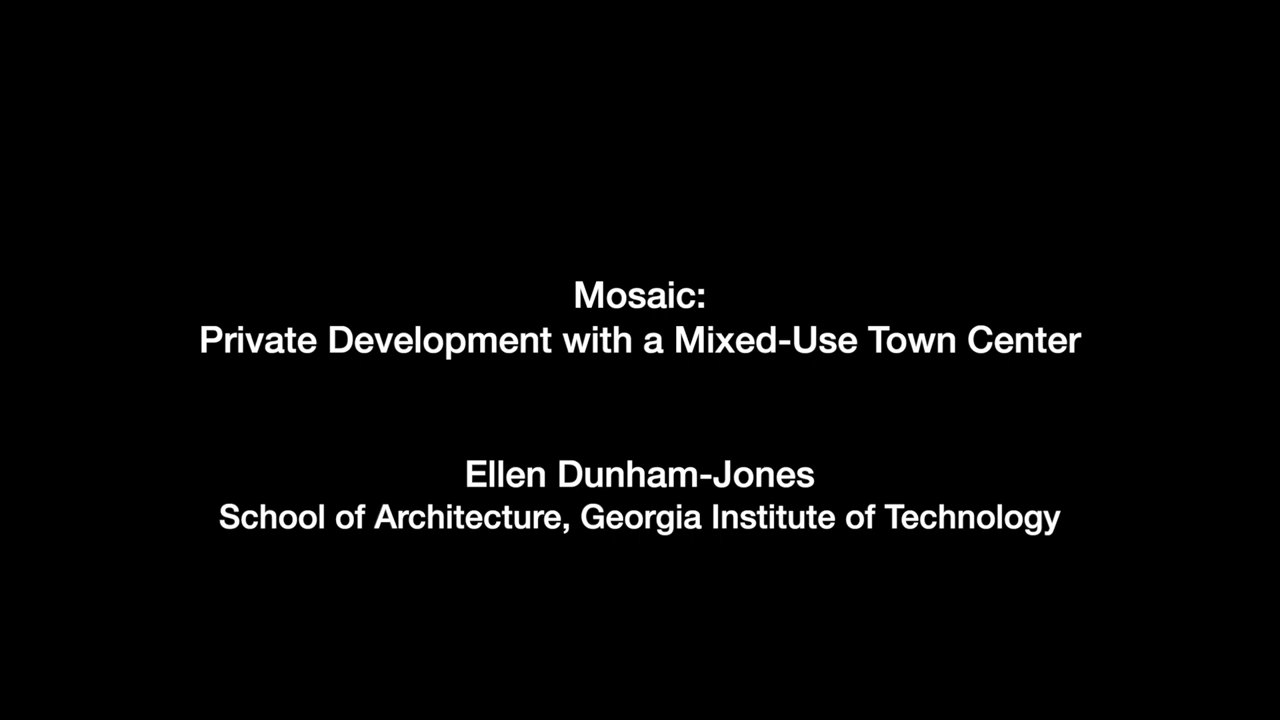 Mosaic:
Private Development with a Mixed-Use Town Center
Ellen Dunham-Jones
School of Architecture, Georgia Institute of Technology